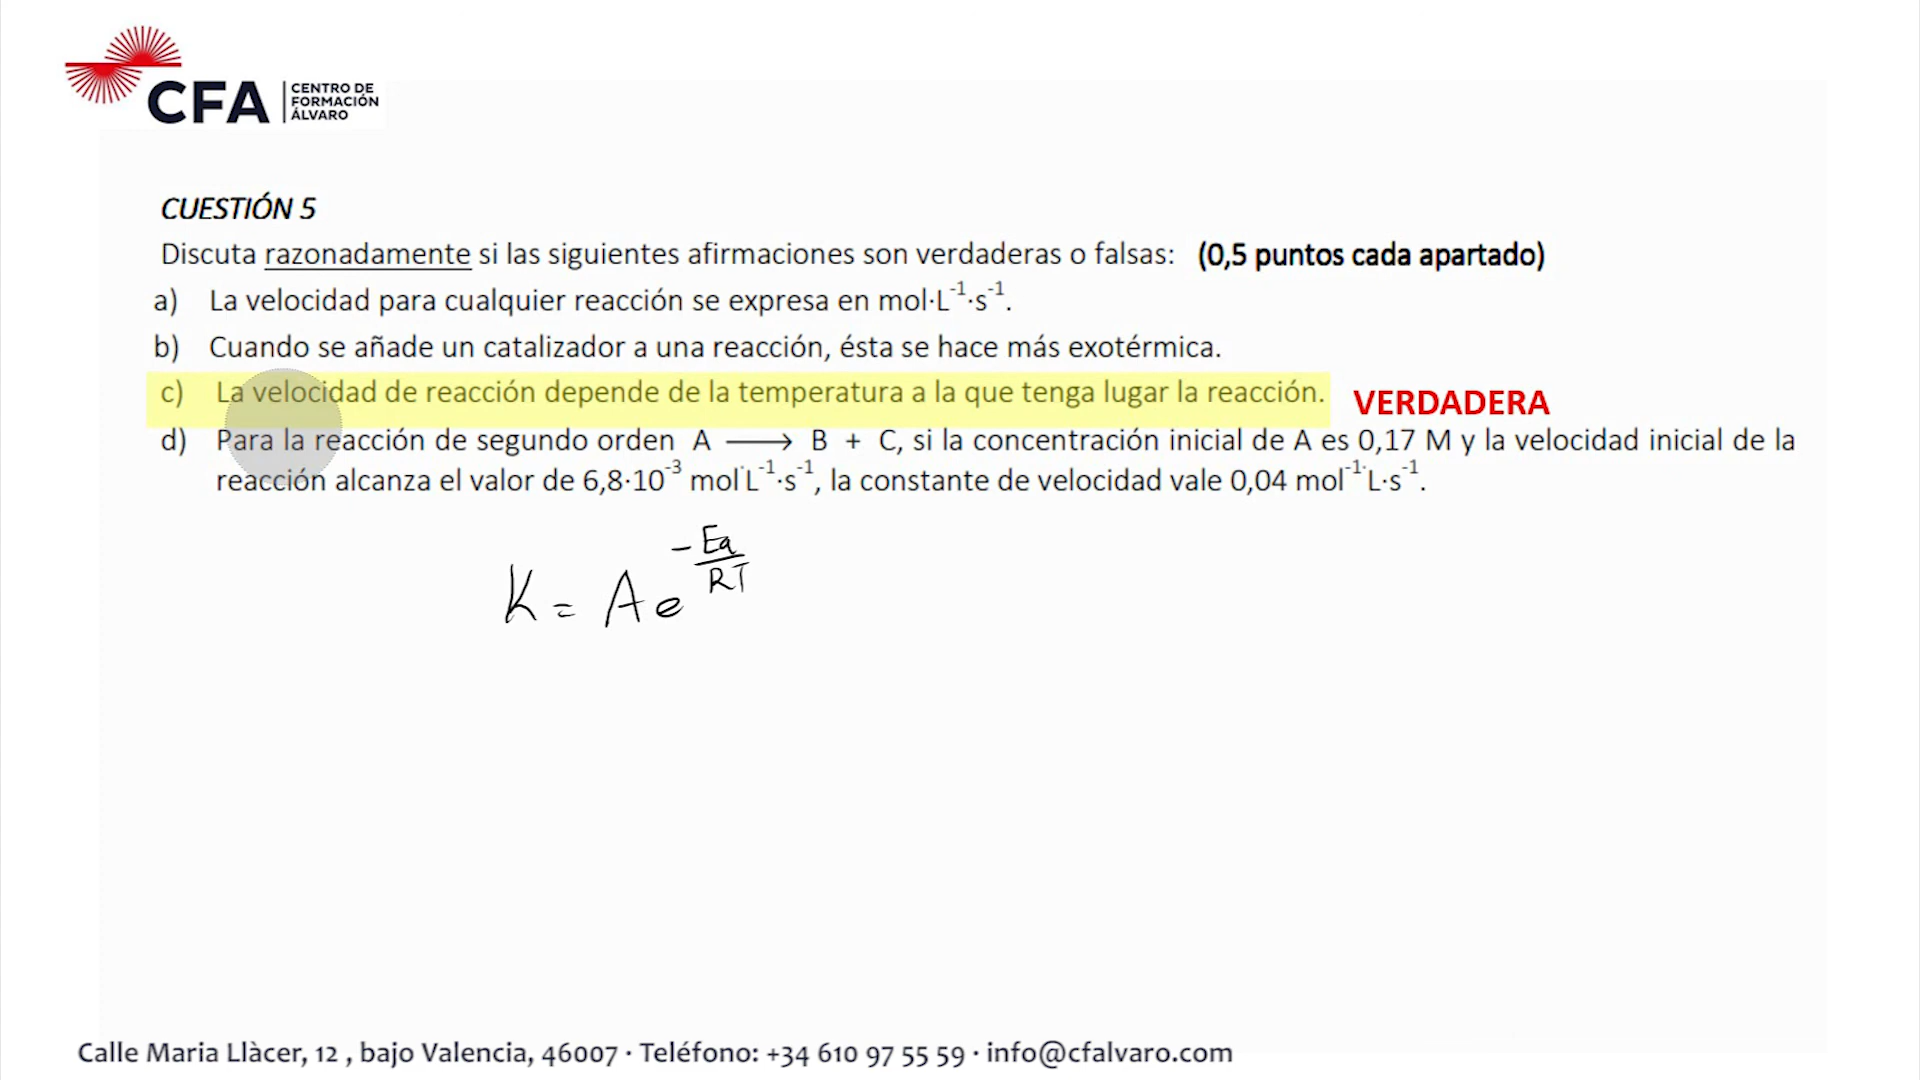 CFA
CENTRO DE
FORMACIÓN
ÁLVARO
CUESTIÓN 5
Discuta razonadamente si las siguientes afirmaciones son verdaderas o falsas: (0,5 puntos cada apartado)
a) La velocidad para cualquier reacción se expresa en mol·L⁻¹·s⁻¹.
b) Cuando se añade un catalizador a una reacción, ésta se hace más exotérmica.
c) La velocidad de reacción depende de la temperatura a la que tenga lugar la reacción. VERDADERA
d) Para la reacción de segundo orden A ⟶ B + C, si la concentración inicial de A es 0,17 M y la velocidad inicial de la
reacción alcanza el valor de 6,8·10⁻³ mol·L⁻¹·s⁻¹, la constante de velocidad vale 0,04 mol⁻¹·L·s⁻¹.
K = A e^(-Ea/RT)
Calle Maria Llàcer, 12 , bajo Valencia, 46007 · Teléfono: +34 610 97 55 59 · info@cfalvaro.com